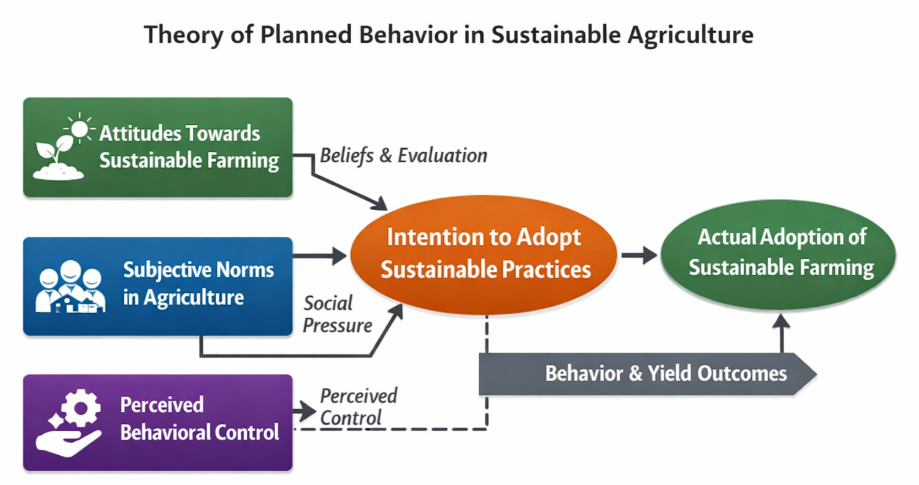 Theory of Planned Behavior in Sustainable Agriculture
Attitudes Towards
Sustainable Farming
Beliefs & Evaluation
Subjective Norms
in Agriculture
Social
Pressure
Intention to Adopt
Sustainable Practices
Actual Adoption of
Sustainable Farming
Perceived
Behavioral Control
Perceived
Control
Behavior & Yield Outcomes